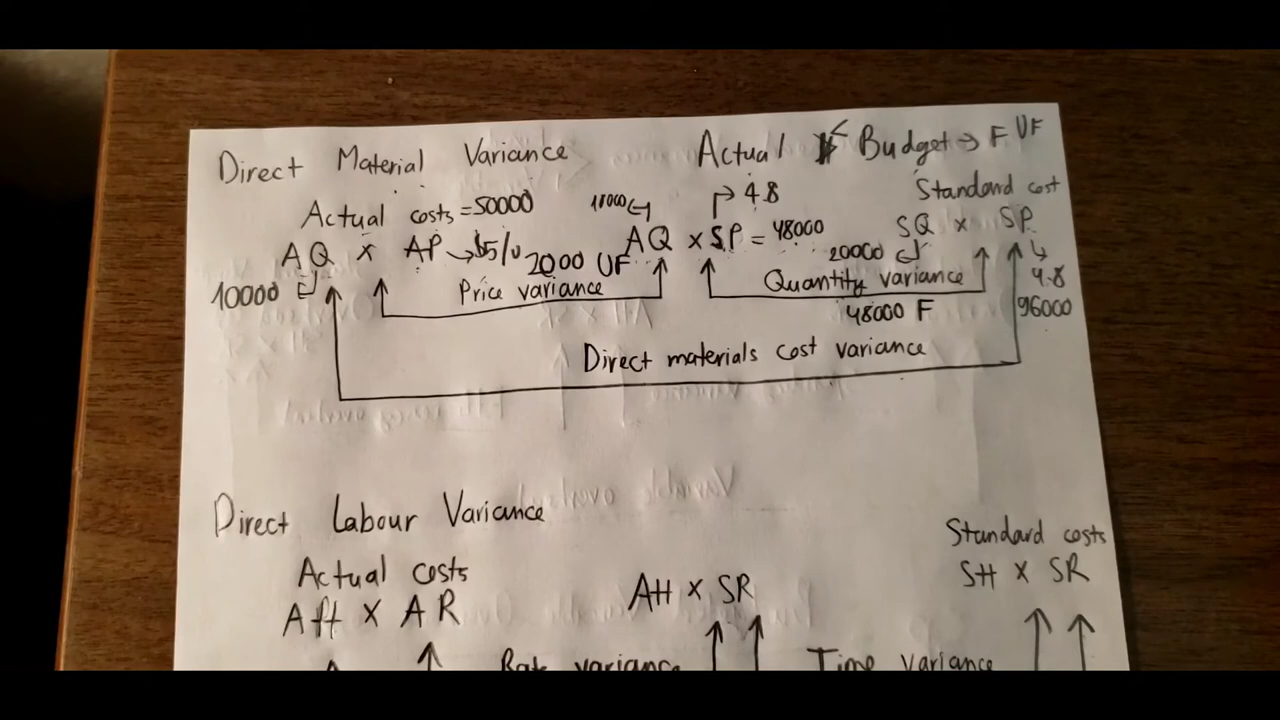 Direct Material Variance
Actual < Budget → F UF
Actual costs = 50000
AQ × AP → $5/u
10000
2000 UF
Price variance
10000
4.8
AQ × SP = 48000
Standard cost
SQ × SP
20000
4.8
Quantity variance
48000 F
96000
Direct materials cost variance
Direct Labour Variance
Actual costs
AH × AR
AH × SR
Standard costs
SH × SR
Rate variance
Time variance